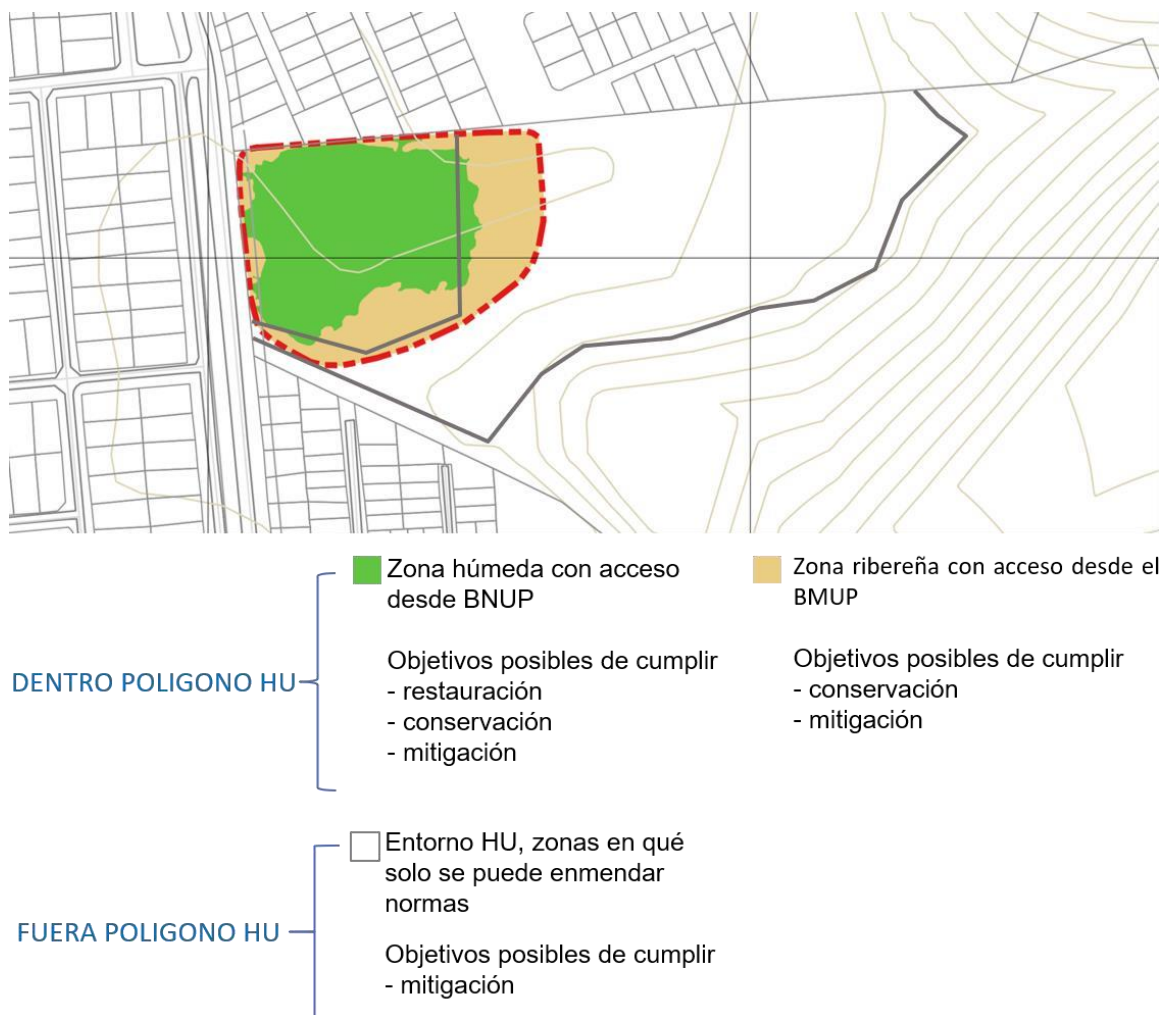 DENTRO POLIGONO HU
Zona húmeda con acceso
desde BNUP
Objetivos posibles de cumplir
- restauración
- conservación
- mitigación
Zona ribereña con acceso desde el
BMUP
Objetivos posibles de cumplir
- conservación
- mitigación
FUERA POLIGONO HU
Entorno HU, zonas en qué
solo se puede enmendar
normas
Objetivos posibles de cumplir
- mitigación